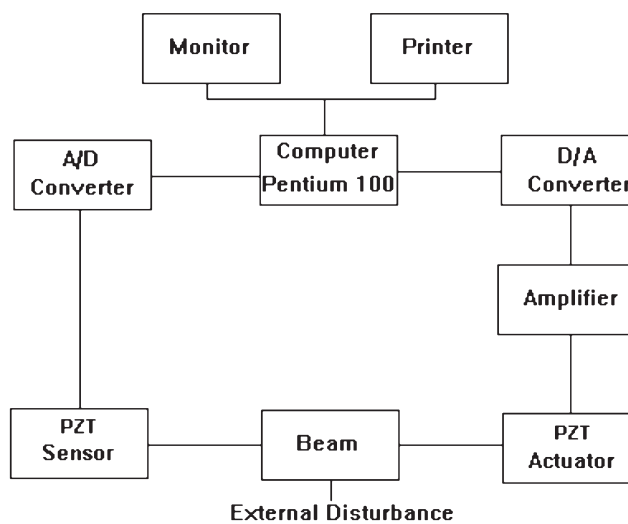 Monitor
Printer
A/D
Converter
Computer
Pentium 100
D/A
Converter
Amplifier
PZT
Sensor
Beam
PZT
Actuator
External Disturbance